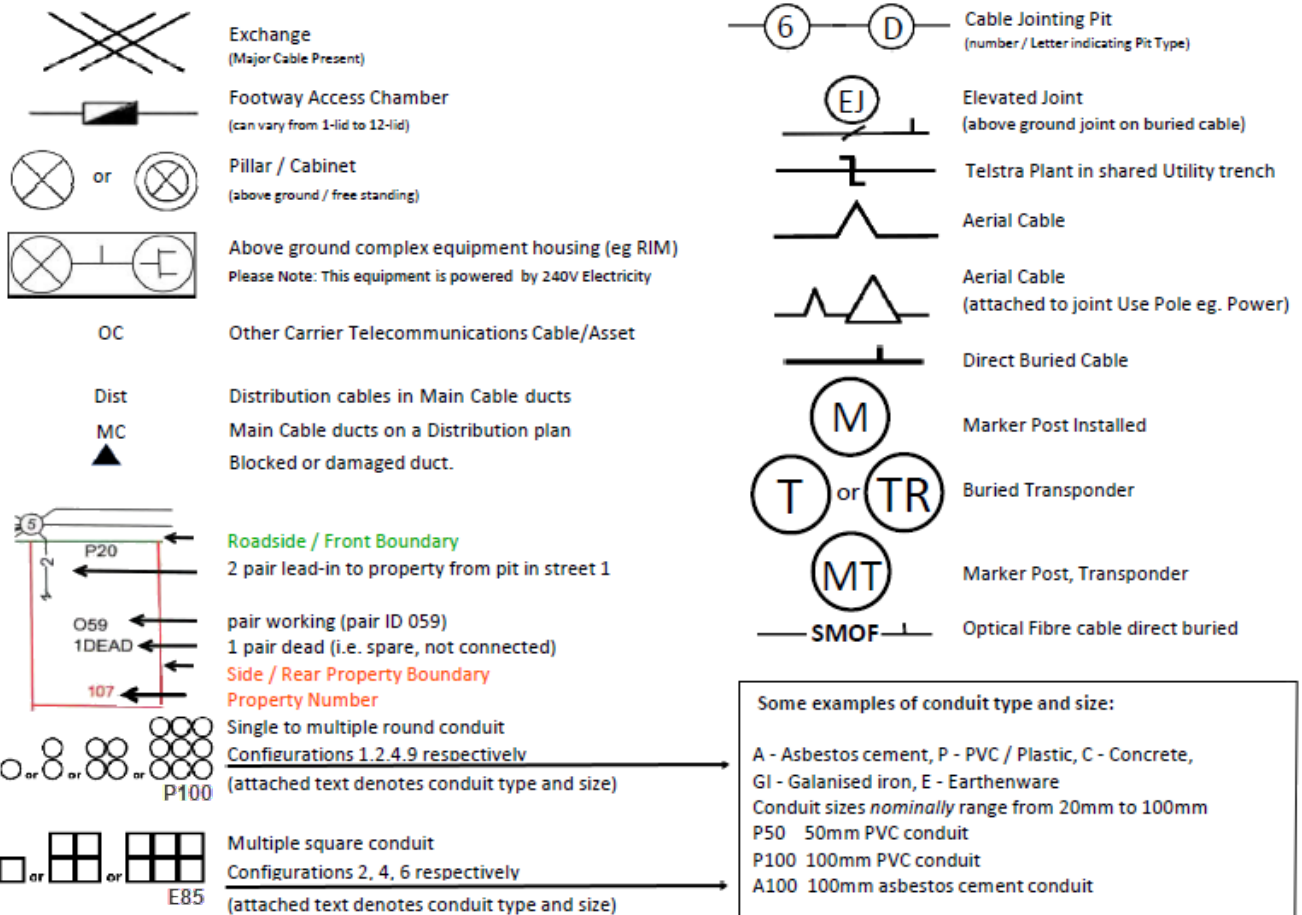 Exchange
(Major Cable Present)
Footway Access Chamber
(can vary from 1-lid to 12-lid)
or
Pillar / Cabinet
(above ground / free standing)
Above ground complex equipment housing (eg RIM)
Please Note: This equipment is powered by 240V Electricity
OC
Other Carrier Telecommunications Cable/Asset
Dist
Distribution cables in Main Cable ducts
MC
Main Cable ducts on a Distribution plan
Blocked or damaged duct.
5
P20
2
Roadside / Front Boundary
2 pair lead-in to property from pit in street 1
O59
pair working (pair ID 059)
1DEAD
1 pair dead (i.e. spare, not connected)
Side / Rear Property Boundary
107
Property Number
Single to multiple round conduit
or or or
Configurations 1.2.4.9 respectively
P100
(attached text denotes conduit type and size)
Multiple square conduit
or or
Configurations 2, 4, 6 respectively
E85
(attached text denotes conduit type and size)
6 D
Cable Jointing Pit
(number / Letter indicating Pit Type)
EJ
Elevated Joint
(above ground joint on buried cable)
Telstra Plant in shared Utility trench
Aerial Cable
Aerial Cable
(attached to joint Use Pole eg. Power)
Direct Buried Cable
M
Marker Post Installed
T or TR
Buried Transponder
MT
Marker Post, Transponder
SMOF
Optical Fibre cable direct buried
Some examples of conduit type and size:
A - Asbestos cement, P - PVC / Plastic, C - Concrete,
GI - Galanised iron, E - Earthenware
Conduit sizes nominally range from 20mm to 100mm
P50 50mm PVC conduit
P100 100mm PVC conduit
A100 100mm asbestos cement conduit